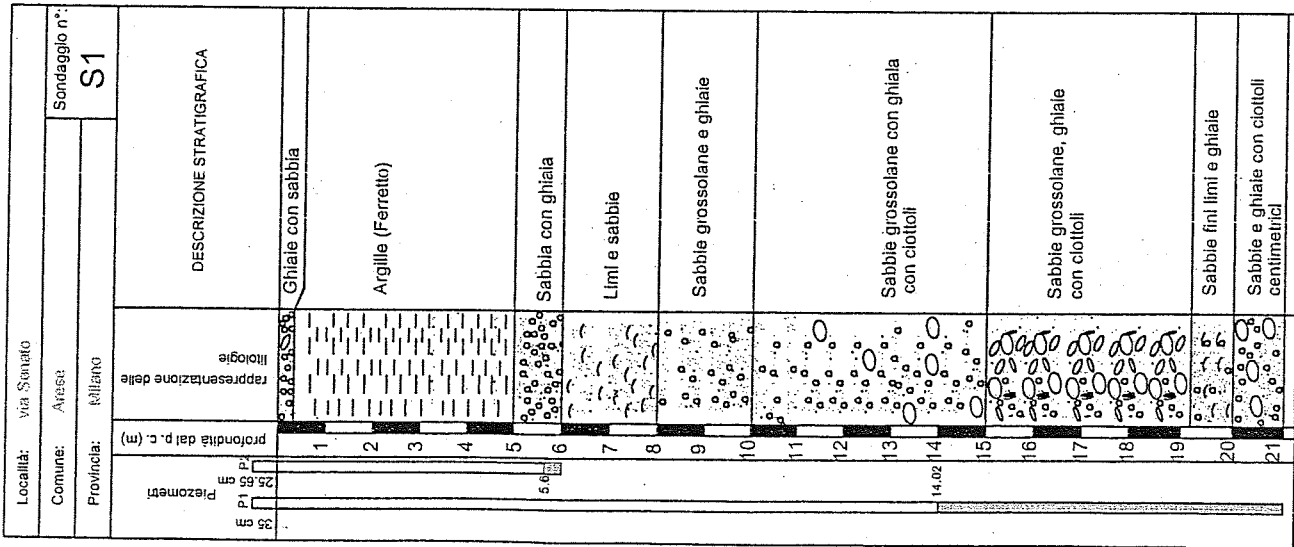 Località: via Senato
Comune: Arese
Provincia: Milano
Sondaggio n°:
S1
Piezometri
P1
35 cm
P2
25.65 cm
profondità dal p. c. (m)
rappresentazione delle
litologie
DESCRIZIONE STRATIGRAFICA
Ghiaie con sabbia
Argille (Ferretto)
Sabbia con ghiaia
Limi e sabbie
Sabbie grossolane e ghiaie
Sabbie grossolane con ghiaia
con ciottoli
Sabbie grossolane, ghiaie
con ciottoli
Sabbie fini limi e ghiaie
Sabbie e ghiaie con ciottoli
centimetrici
1
2
3
4
5
6
7
8
9
10
11
12
13
14
15
16
17
18
19
20
21
5.6
14.02